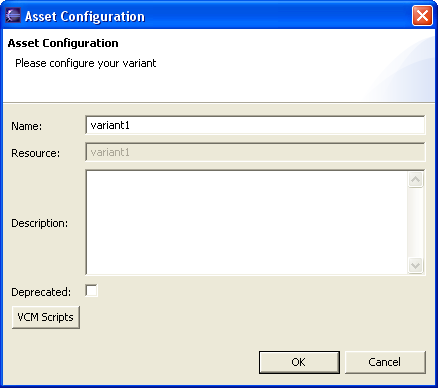 Asset Configuration
Asset Configuration
Please configure your variant
Name: variant1
Resource: variant1
Description:
Deprecated:
VCM Scripts
OK Cancel